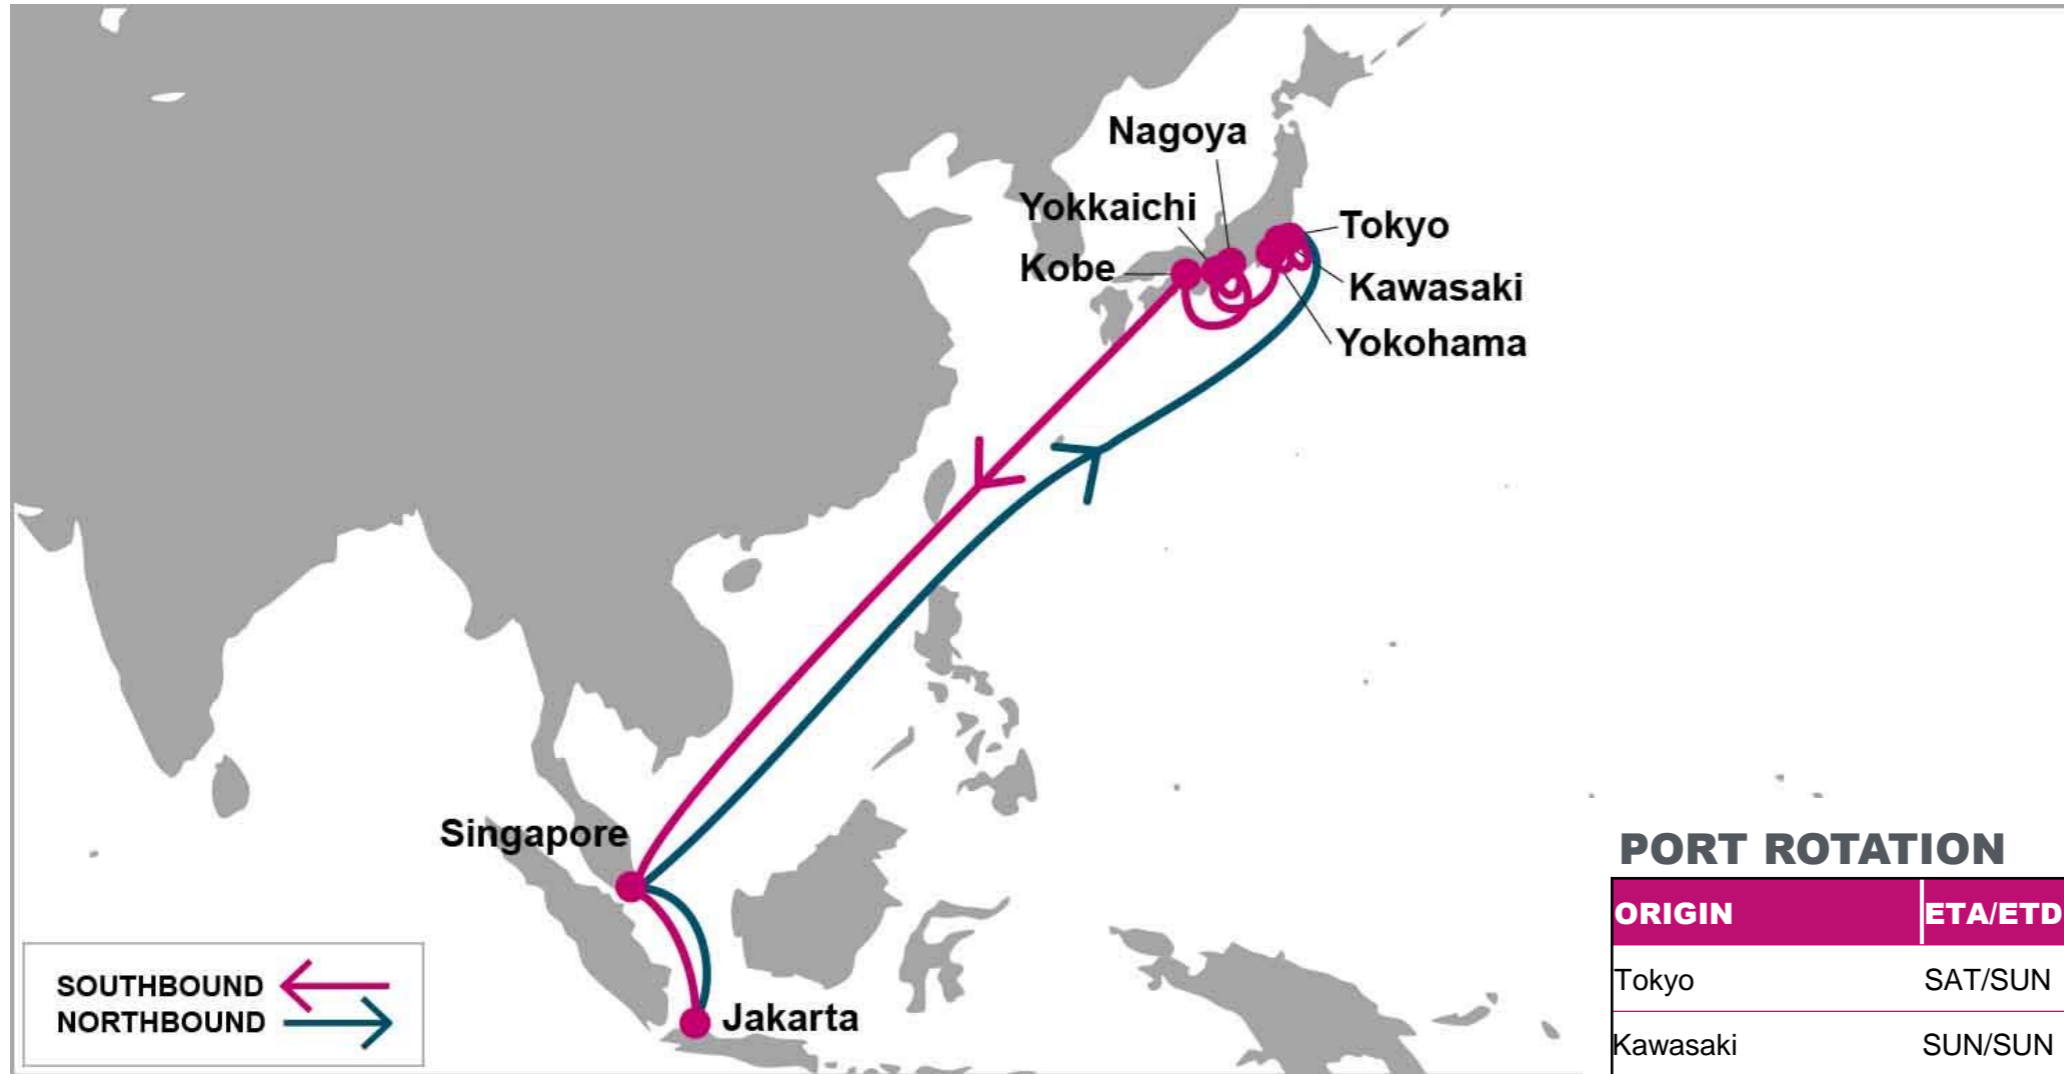 Nagoya
Yokkaichi
Tokyo
Kobe
Kawasaki
Yokohama
Singapore
Jakarta
SOUTHBOUND
NORTHBOUND
PORT ROTATION
ORIGIN ETA/ETD
Tokyo SAT/SUN
Kawasaki SUN/SUN